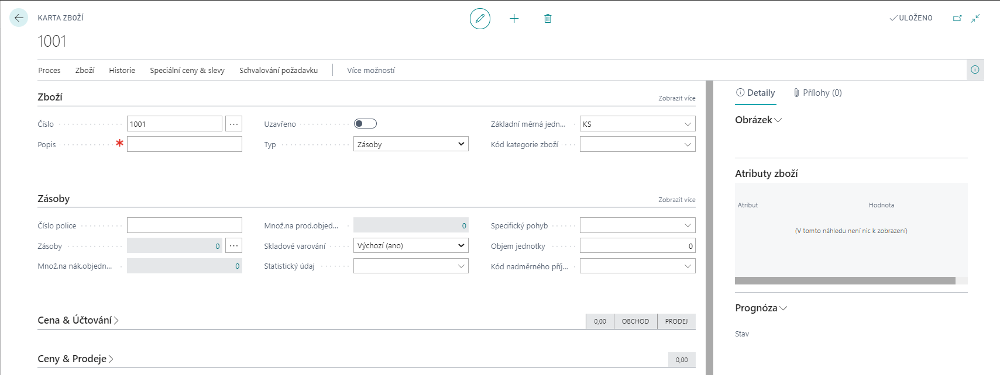 KARTA ZBOŽÍ
ULOŽENO
1001
Proces Zboží Historie Speciální ceny & slevy Schvalování požadavku Více možností
Zboží Zobrazit více
Číslo 1001 Uzavřeno Základní měrná jedn... KS
Popis Typ Zásoby Kód kategorie zboží
Zásoby Zobrazit více
Číslo police Množ.na prod.objed... 0 Specifický pohyb
Zásoby 0 Skladové varování Výchozí (ano) Objem jednotky 0
Množ.na nák.objedn... 0 Statistický údaj Kód nadměrného příj...
Cena & Účtování 0,00 OBCHOD PRODEJ
Ceny & Prodeje 0,00
Detaily Přílohy (0)
Obrázek
Atributy zboží
Atribut Hodnota
(V tomto náhledu není nic k zobrazení)
Prognóza
Stav